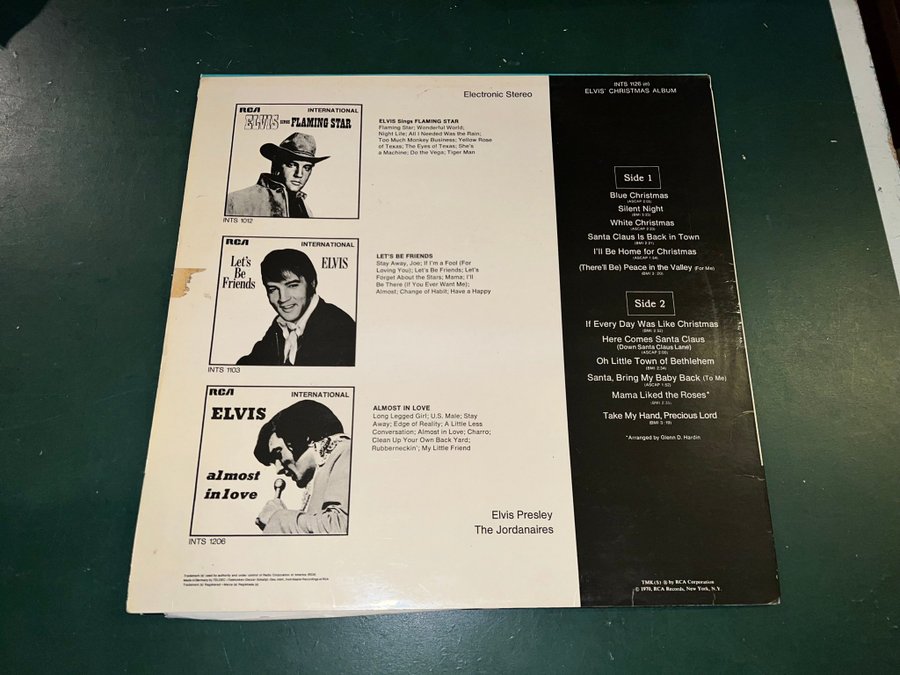 Electronic Stereo
RCA INTERNATIONAL
ELVIS SINGS FLAMING STAR
INTS 1012
ELVIS Sings FLAMING STAR
Flaming Star; Wonderful World;
Night Life; All I Needed Was the Rain;
Too Much Monkey Business; Yellow Rose
of Texas; The Eyes of Texas; She's
a Machine; Do the Vega; Tiger Man
RCA INTERNATIONAL
Let's ELVIS
Be
Friends
INTS 1103
LET'S BE FRIENDS
Stay Away, Joe; If I'm a Fool (For
Loving You); Let's Be Friends; Let's
Forget About the Stars; Mama; I'll
Be There (If You Ever Want Me);
Almost; Change of Habit; Have a Happy
RCA INTERNATIONAL
ELVIS
almost
in love
INTS 1206
ALMOST IN LOVE
Long Legged Girl; U.S. Male; Stay
Away; Edge of Reality; A Little Less
Conversation; Almost in Love; Charro;
Clean Up Your Own Back Yard;
Rubberneckin'; My Little Friend
Elvis Presley
The Jordanaires
INTS 1126
ELVIS' CHRISTMAS ALBUM
Side 1
Blue Christmas
Silent Night
White Christmas
Santa Claus Is Back in Town
I'll Be Home for Christmas
(There'll Be) Peace in the Valley (For Me)
Side 2
If Every Day Was Like Christmas
Here Comes Santa Claus
(Down Santa Claus Lane)
Oh Little Town of Bethlehem
Santa, Bring My Baby Back (To Me)
Mama Liked the Roses*
Take My Hand, Precious Lord
*Arranged by Glenn D. Hardin
TMK(S) ® by RCA Corporation
© 1970, RCA Records, New York, N.Y.